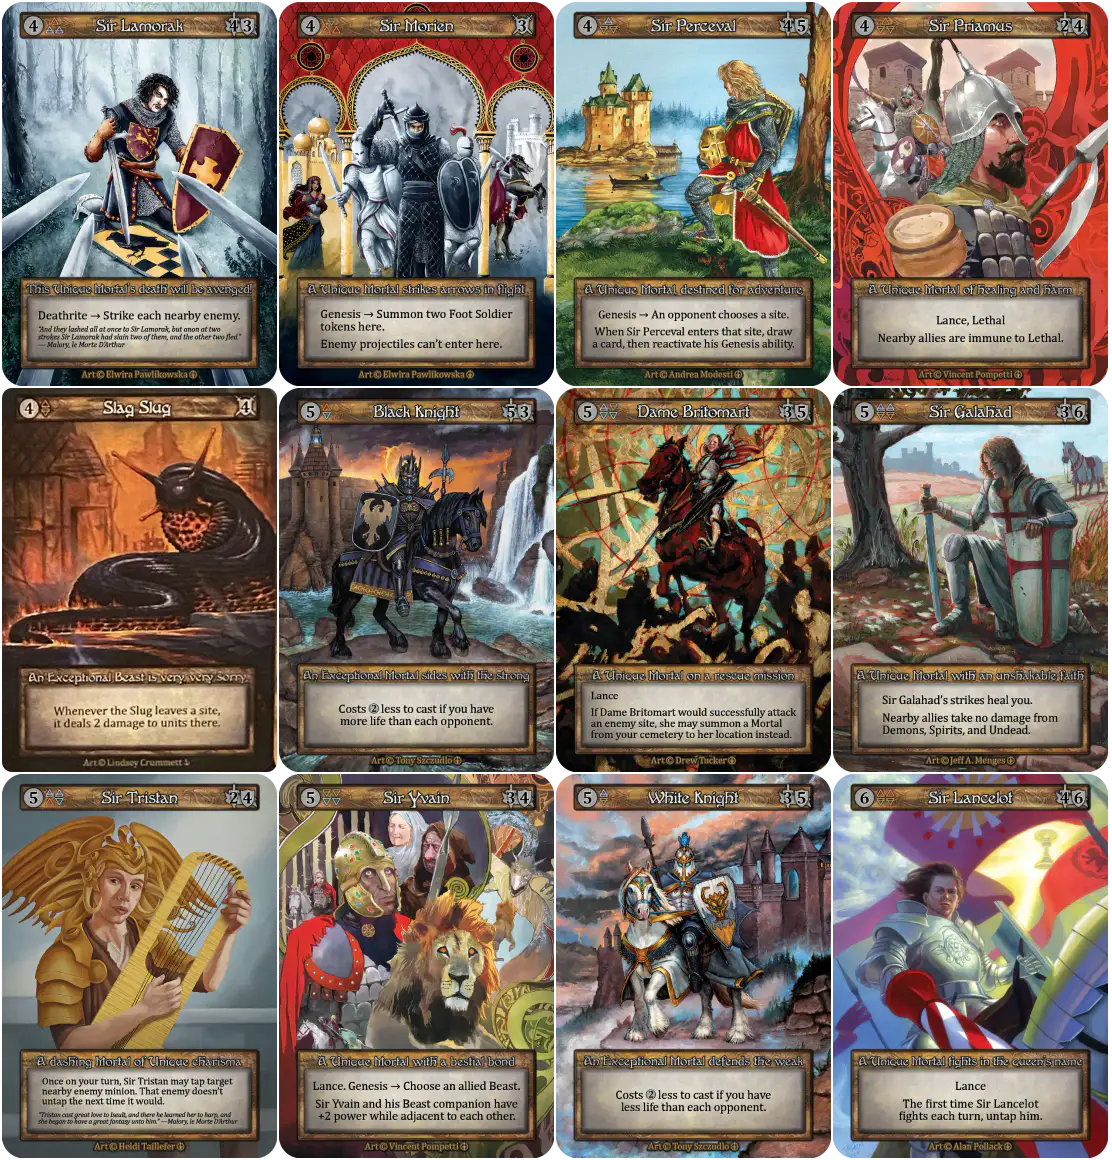 4 Sir Lamorak 4 3
This Unique Mortal's death will be avenged!
Deathrite → Strike each nearby enemy.
"And they lashed all at once to Sir Lamorak, but anon at two
strokes Sir Lamorak had slain two of them, and the other two fled."
— Malory, le Morte D'Arthur
Art © Elwira Pawlikowska
4 Sir Morien 3
A Unique Mortal strikes arrows in flight
Genesis → Summon two Foot Soldier
tokens here.
Enemy projectiles can't enter here.
Art © Elwira Pawlikowska
4 Sir Perceval 4 5
A Unique Mortal, destined for adventure
Genesis → An opponent chooses a site.
When Sir Perceval enters that site, draw
a card, then reactivate his Genesis ability.
Art © Andrea Modesti
4 Sir Priamus 2 4
A Unique Mortal of healing and harm
Lance, Lethal
Nearby allies are immune to Lethal.
Art © Vincent Pompetti
4 Slag Slug 4
An Exceptional Beast is very, very sorry
Whenever the Slug leaves a site,
it deals 2 damage to units there.
Art © Lindsey Crummett
5 Black Knight 5 3
An Exceptional Mortal sides with the strong
Costs ② less to cast if you have
more life than each opponent.
Art © Tony Szczudlo
5 Dame Britomart 3 5
A Unique Mortal on a rescue mission
Lance
If Dame Britomart would successfully attack
an enemy site, she may summon a Mortal
from your cemetery to her location instead.
Art © Drew Tucker
5 Sir Galahad 3 6
A Unique Mortal with an unshakable faith
Sir Galahad's strikes heal you.
Nearby allies take no damage from
Demons, Spirits, and Undead.
Art © Jeff A. Menges
5 Sir Tristan 2 4
A dashing Mortal of Unique charisma
Once on your turn, Sir Tristan may tap target
nearby enemy minion. That enemy doesn't
untap the next time it would.
"Tristan cast great love to Isault, and there he learned her to harp, and
she began to have a great fantasy unto him." —Malory, le Morte D'Arthur
Art © Heidi Taillefer
5 Sir Yvain 3 4
A Unique Mortal with a bestial bond
Lance. Genesis → Choose an allied Beast.
Sir Yvain and his Beast companion have
+2 power while adjacent to each other.
Art © Vincent Pompetti
5 White Knight 3 5
An Exceptional Mortal defends the weak
Costs ② less to cast if you have
less life than each opponent.
Art © Tony Szczudlo
6 Sir Lancelot 4 6
A Unique Mortal fights in the queen's name
Lance
The first time Sir Lancelot
fights each turn, untap him.
Art © Alan Pollack